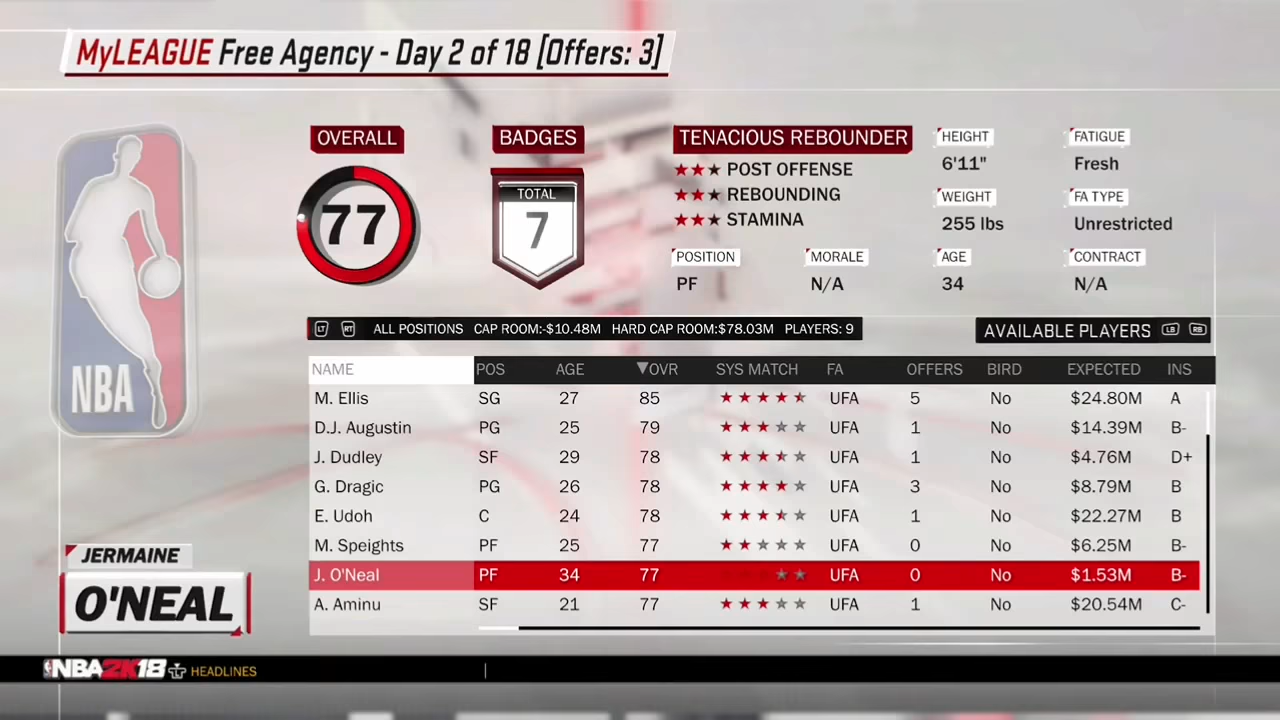 MyLEAGUE Free Agency - Day 2 of 18 [Offers: 3]
OVERALL
77
BADGES
TOTAL
7
TENACIOUS REBOUNDER
POST OFFENSE
REBOUNDING
STAMINA
HEIGHT
6'11"
FATIGUE
Fresh
WEIGHT
255 lbs
FA TYPE
Unrestricted
POSITION
PF
MORALE
N/A
AGE
34
CONTRACT
N/A
NBA
LT RT ALL POSITIONS CAP ROOM:-$10.48M HARD CAP ROOM:$78.03M PLAYERS: 9
AVAILABLE PLAYERS LB RB
NAME POS AGE ▼OVR SYS MATCH FA OFFERS BIRD EXPECTED INS
M. Ellis SG 27 85 UFA 5 No $24.80M A
D.J. Augustin PG 25 79 UFA 1 No $14.39M B-
J. Dudley SF 29 78 UFA 1 No $4.76M D+
G. Dragic PG 26 78 UFA 3 No $8.79M B
E. Udoh C 24 78 UFA 1 No $22.27M B
M. Speights PF 25 77 UFA 0 No $6.25M B-
J. O'Neal PF 34 77 UFA 0 No $1.53M B-
A. Aminu SF 21 77 UFA 1 No $20.54M C-
JERMAINE
O'NEAL
NBA 2K18 HEADLINES